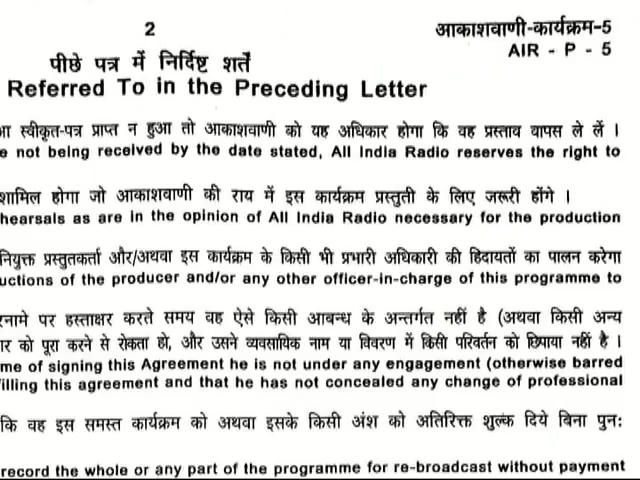 2
आकाशवाणी-कार्यक्रम-5
AIR - P - 5
पीछे पत्र में निर्दिष्ट शर्तें
Referred To in the Preceding Letter
स्वीकृत-पत्र प्राप्त न हुआ तो आकाशवाणी को यह अधिकार होगा कि वह प्रस्ताव वापस ले लें ।
e not being received by the date stated, All India Radio reserves the right to
शामिल होगा जो आकाशवाणी की राय में इस कार्यक्रम प्रस्तुती के लिए जरूरी होंगे ।
hearsals as are in the opinion of All India Radio necessary for the production
नियुक्त प्रस्तुतकर्ता और/अथवा इस कार्यक्रम के किसी भी प्रभारी अधिकारी की हिदायतों का पालन करेगा
uctions of the producer and/or any other officer-in-charge of this programme to
रनामे पर हस्ताक्षर करते समय वह ऐसे किसी आबन्ध के अन्तर्गत नहीं है (अथवा किसी अन्य
ार को पूरा करने से रोकता हो, और उसने व्यवसायिक नाम या विवरण में किसी परिवर्तन को छिपाया नहीं है ।
me of signing this Agreement he is not under any engagement (otherwise barred
filling this agreement and that he has not concealed any change of professional
कि वह इस समस्त कार्यक्रम को अथवा इसके किसी अंश को अतिरिक्त शुल्क दिये बिना पुनः
record the whole or any part of the programme for re-broadcast without payment